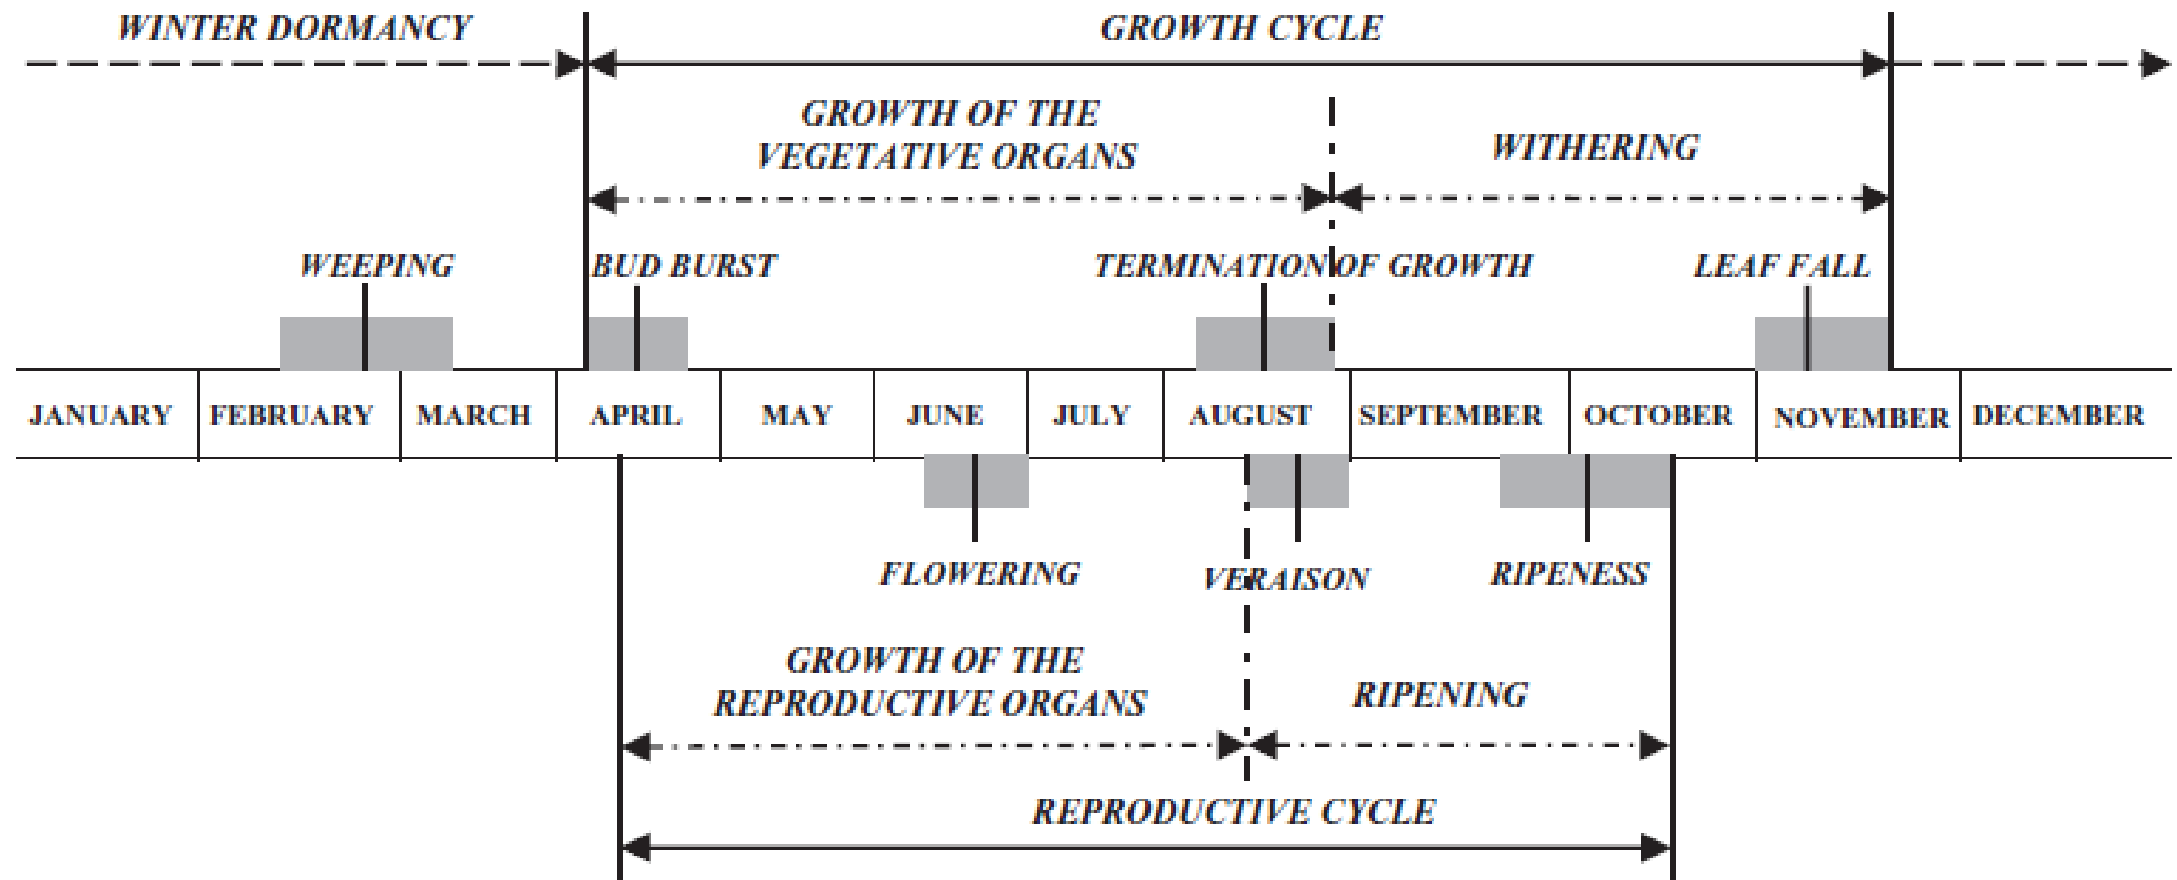 WINTER DORMANCY
GROWTH CYCLE
GROWTH OF THE
VEGETATIVE ORGANS
WITHERING
WEEPING
BUD BURST
TERMINATION OF GROWTH
LEAF FALL
JANUARY
FEBRUARY
MARCH
APRIL
MAY
JUNE
JULY
AUGUST
SEPTEMBER
OCTOBER
NOVEMBER
DECEMBER
FLOWERING
VERAISON
RIPENESS
GROWTH OF THE
REPRODUCTIVE ORGANS
RIPENING
REPRODUCTIVE CYCLE